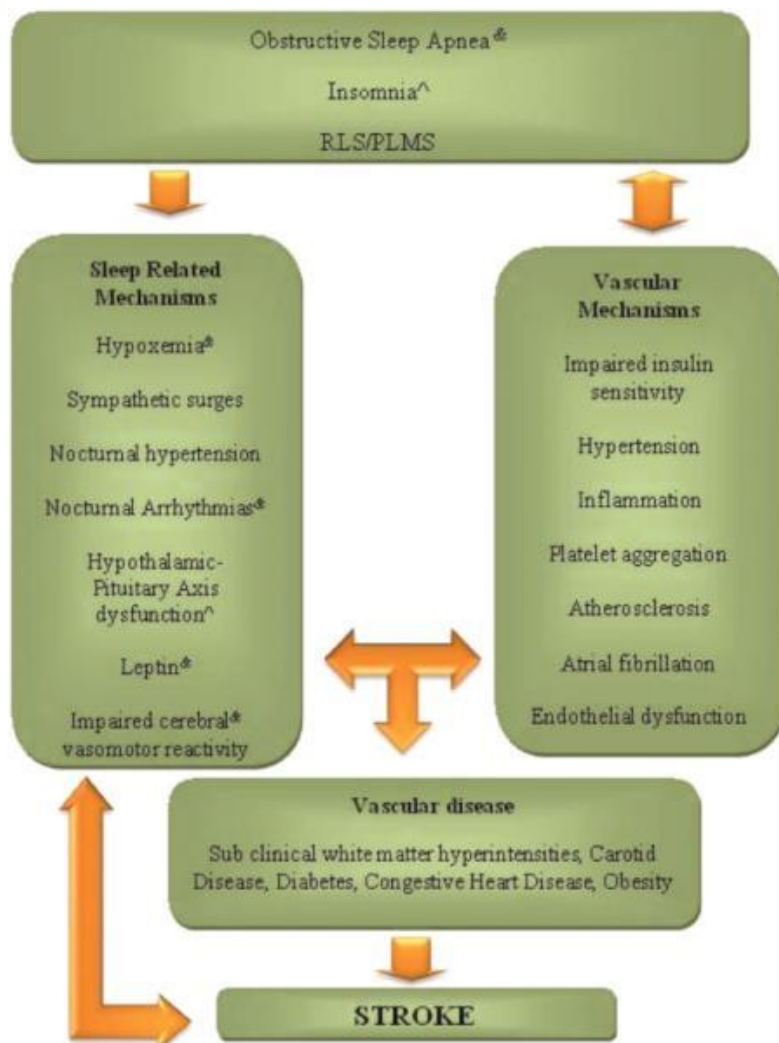 Obstructive Sleep Apnea&
Insomnia^
RLS/PLMS
Sleep Related
Mechanisms
Hypoxemia&
Sympathetic surges
Nocturnal hypertension
Nocturnal Arrhythmias&
Hypothalamic-
Pituitary Axis
dysfunction^
Leptin&
Impaired cerebral&
vasomotor reactivity
Vascular
Mechanisms
Impaired insulin
sensitivity
Hypertension
Inflammation
Platelet aggregation
Atherosclerosis
Atrial fibrillation
Endothelial dysfunction
Vascular disease
Sub clinical white matter hyperintensities, Carotid
Disease, Diabetes, Congestive Heart Disease, Obesity
STROKE